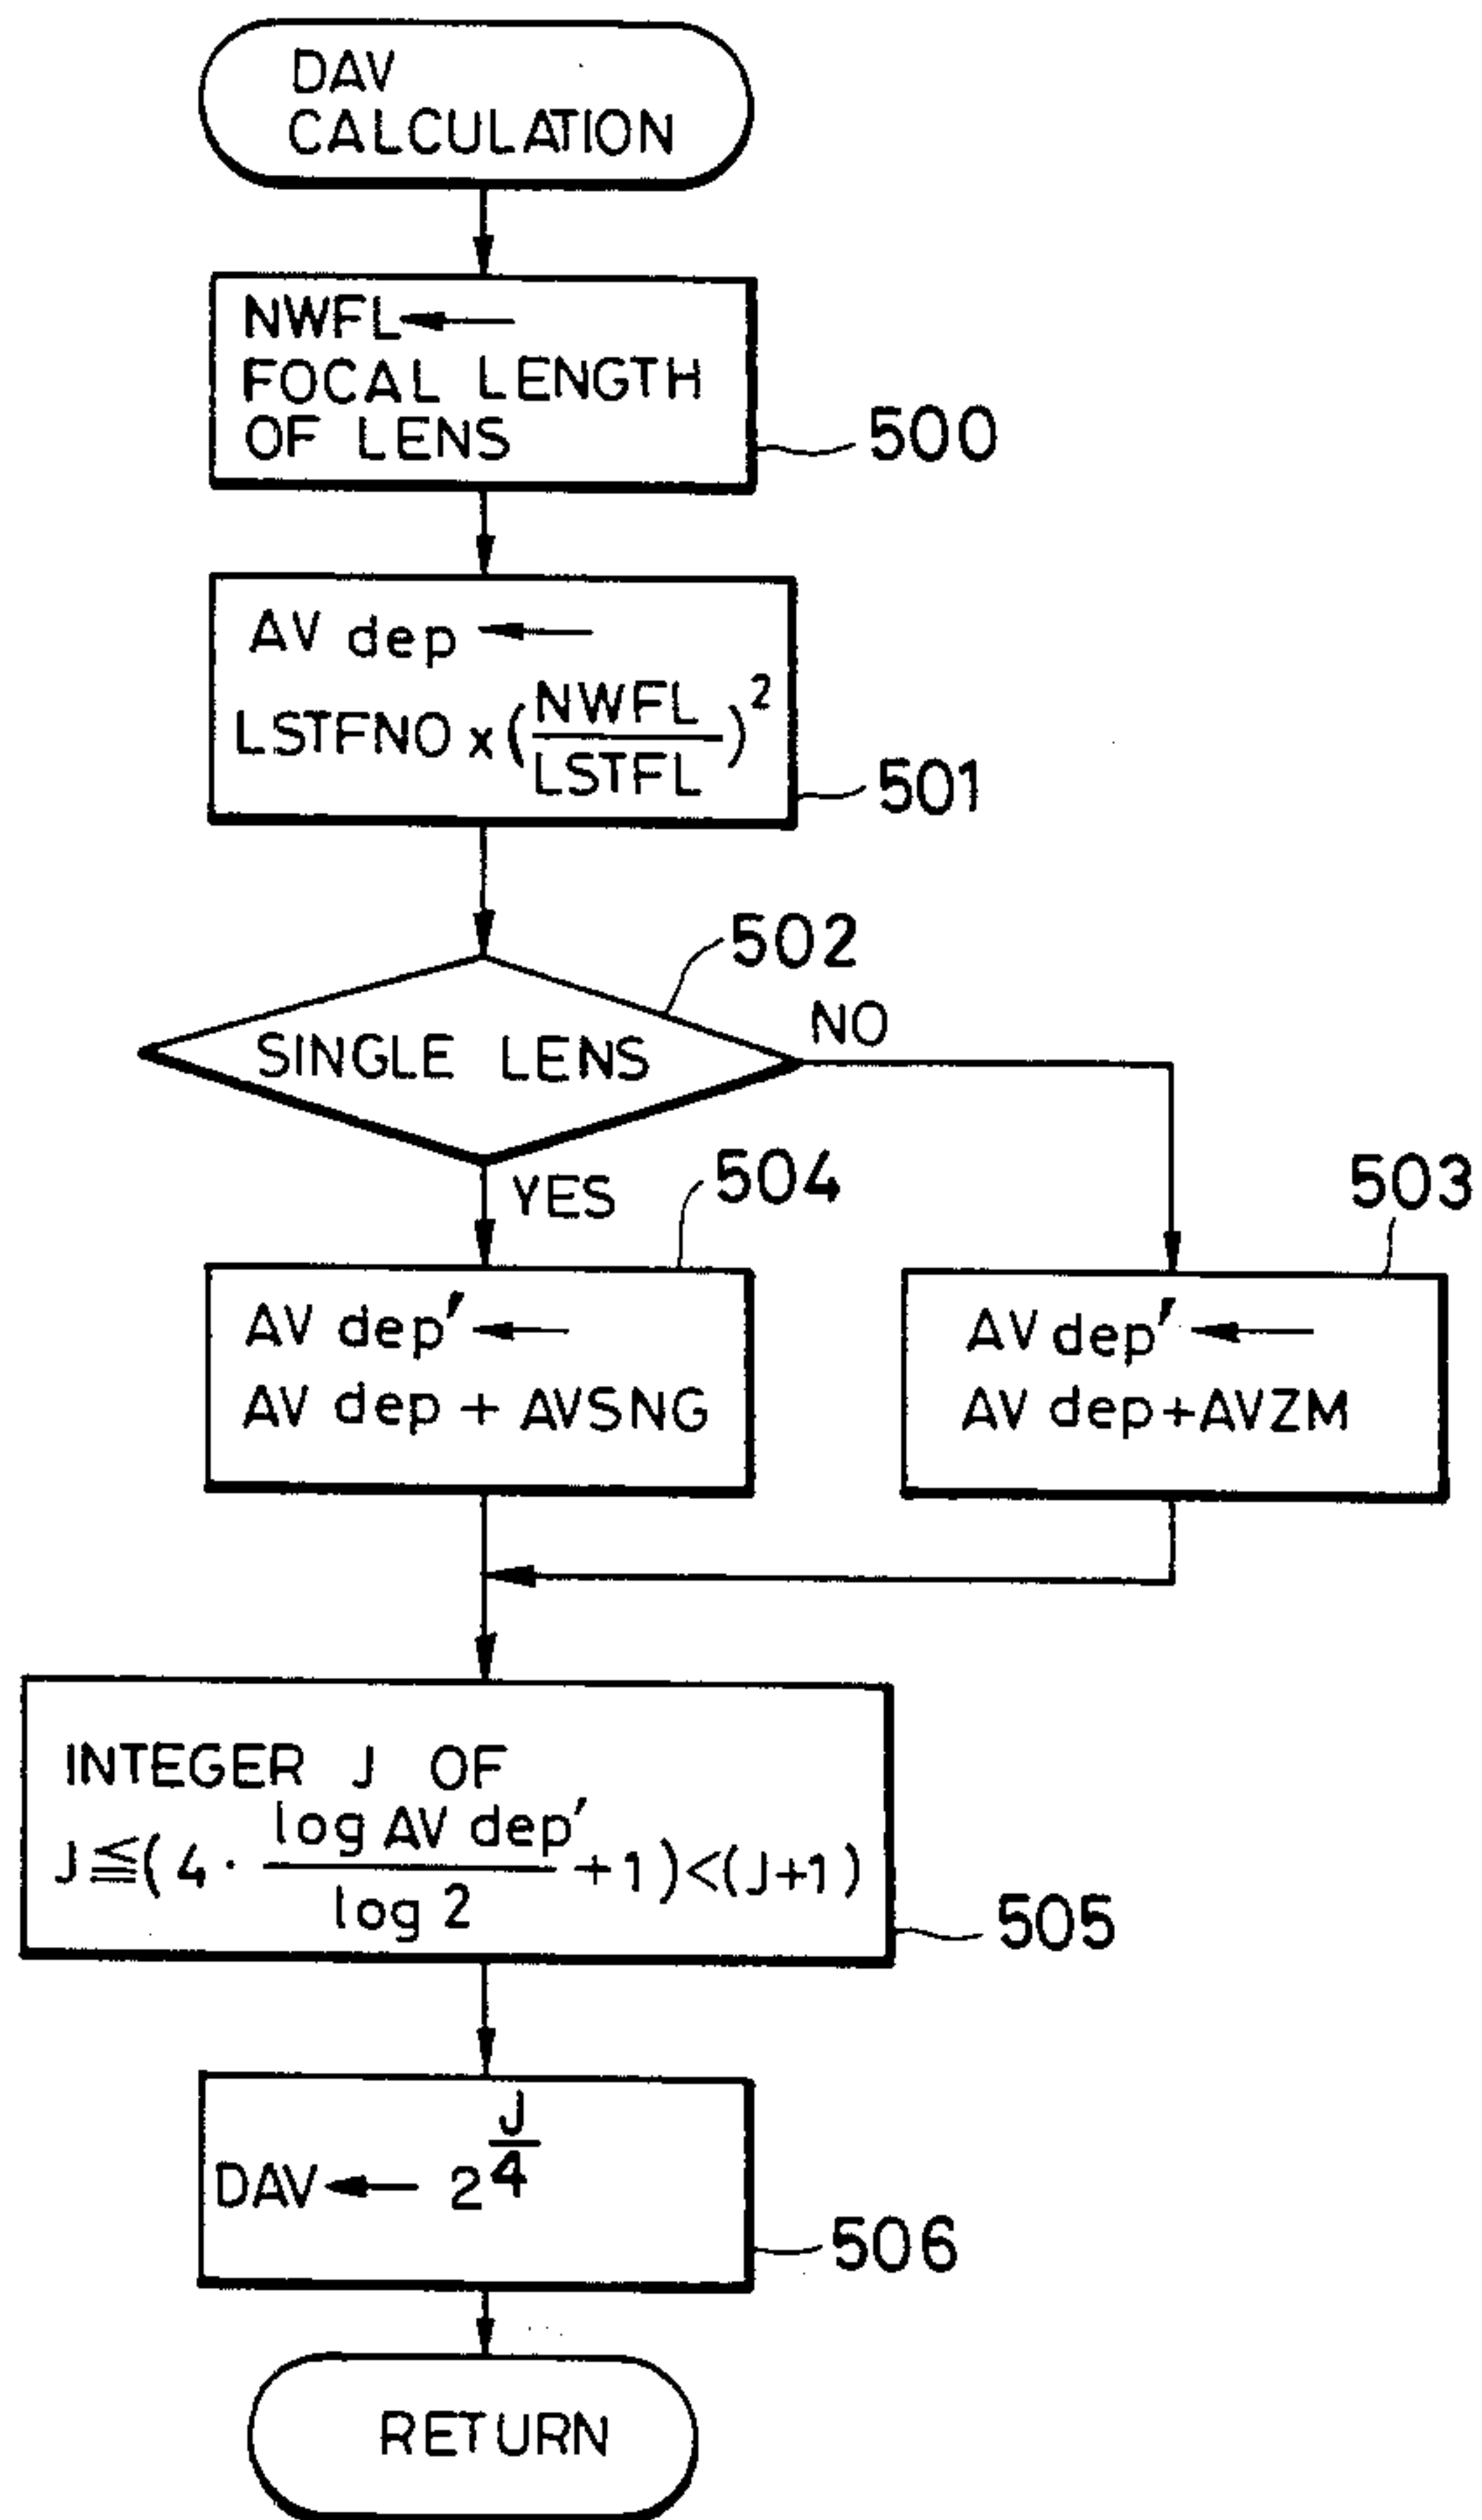 DAV
CALCULATION
NWFL ←
FOCAL LENGTH
OF LENS
500
AV dep ←
LSTFNO x (NWFL/LSTFL)²
501
502
SINGLE LENS
NO
YES
504
503
AV dep′ ←
AV dep + AVSNG
AV dep′ ←
AV dep+AVZM
INTEGER J OF
J≦(4 · log AV dep′/log 2 +1)<(J+1)
505
DAV ← 2^(J/4)
506
RETURN